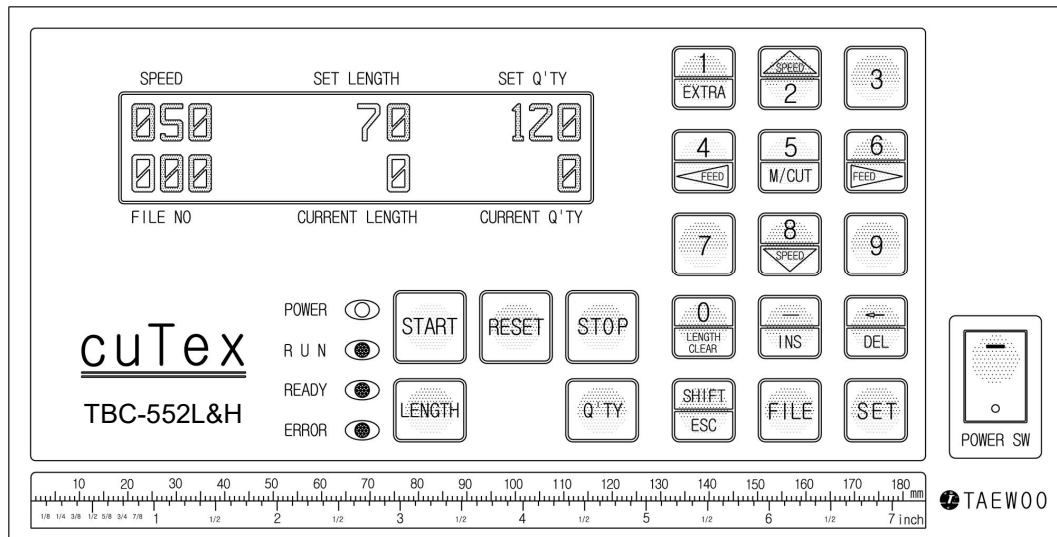 SPEED SET LENGTH SET Q'TY
050 70 120
000 0 0
FILE NO CURRENT LENGTH CURRENT Q'TY
1 SPEED 3
EXTRA 2
4 5 6
FEED M/CUT FEED
7 8 9
SPEED
0 — ←
LENGTH CLEAR INS DEL
SHIFT FILE SET
ESC
POWER
RUN
READY
ERROR
START RESET STOP
LENGTH Q'TY
cuTex
TBC-552L&H
POWER SW
10 20 30 40 50 60 70 80 90 100 110 120 130 140 150 160 170 180 mm
1/8 1/4 3/8 1/2 5/8 3/4 7/8 1 1/2 2 1/2 3 1/2 4 1/2 5 1/2 6 1/2 7 inch
TAEWOO